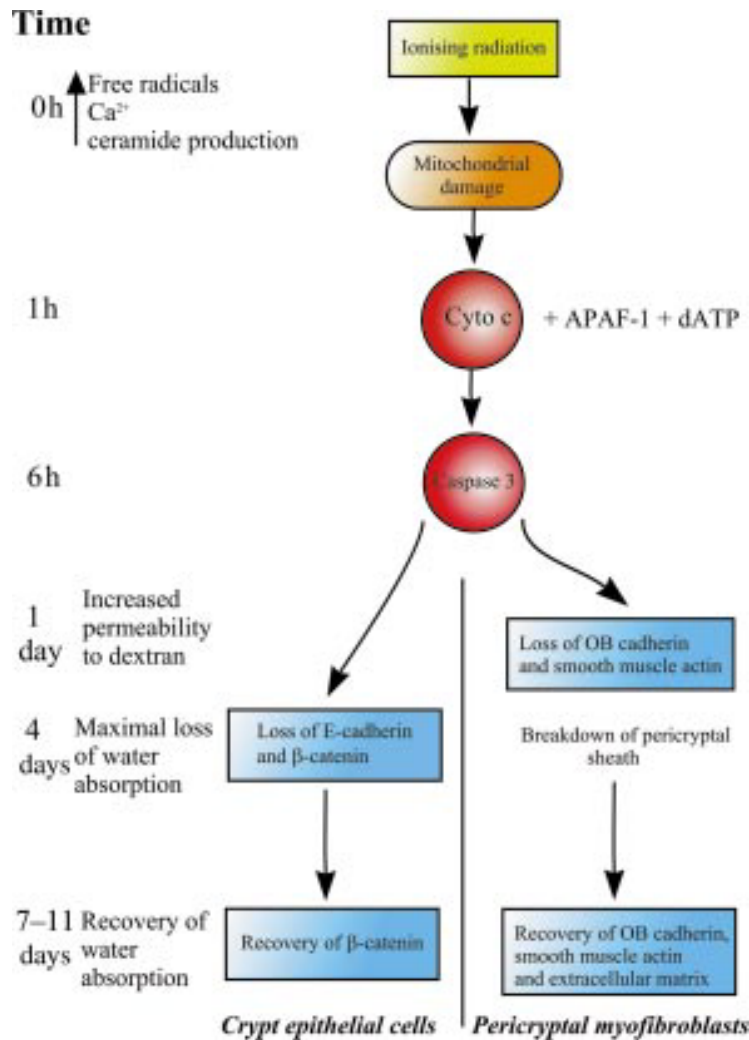 Time
Ionising radiation
0h
Free radicals
Ca²⁺
ceramide production
Mitochondrial
damage
1h
Cyto c
+ APAF-1 + dATP
6h
Caspase 3
1
day
Increased
permeability
to dextran
Loss of OB cadherin
and smooth muscle actin
4
days
Maximal loss
of water
absorption
Loss of E-cadherin
and β-catenin
Breakdown of pericryptal
sheath
7–11
days
Recovery of
water
absorption
Recovery of β-catenin
Recovery of OB cadherin,
smooth muscle actin
and extracellular matrix
Crypt epithelial cells
Pericryptal myofibroblasts